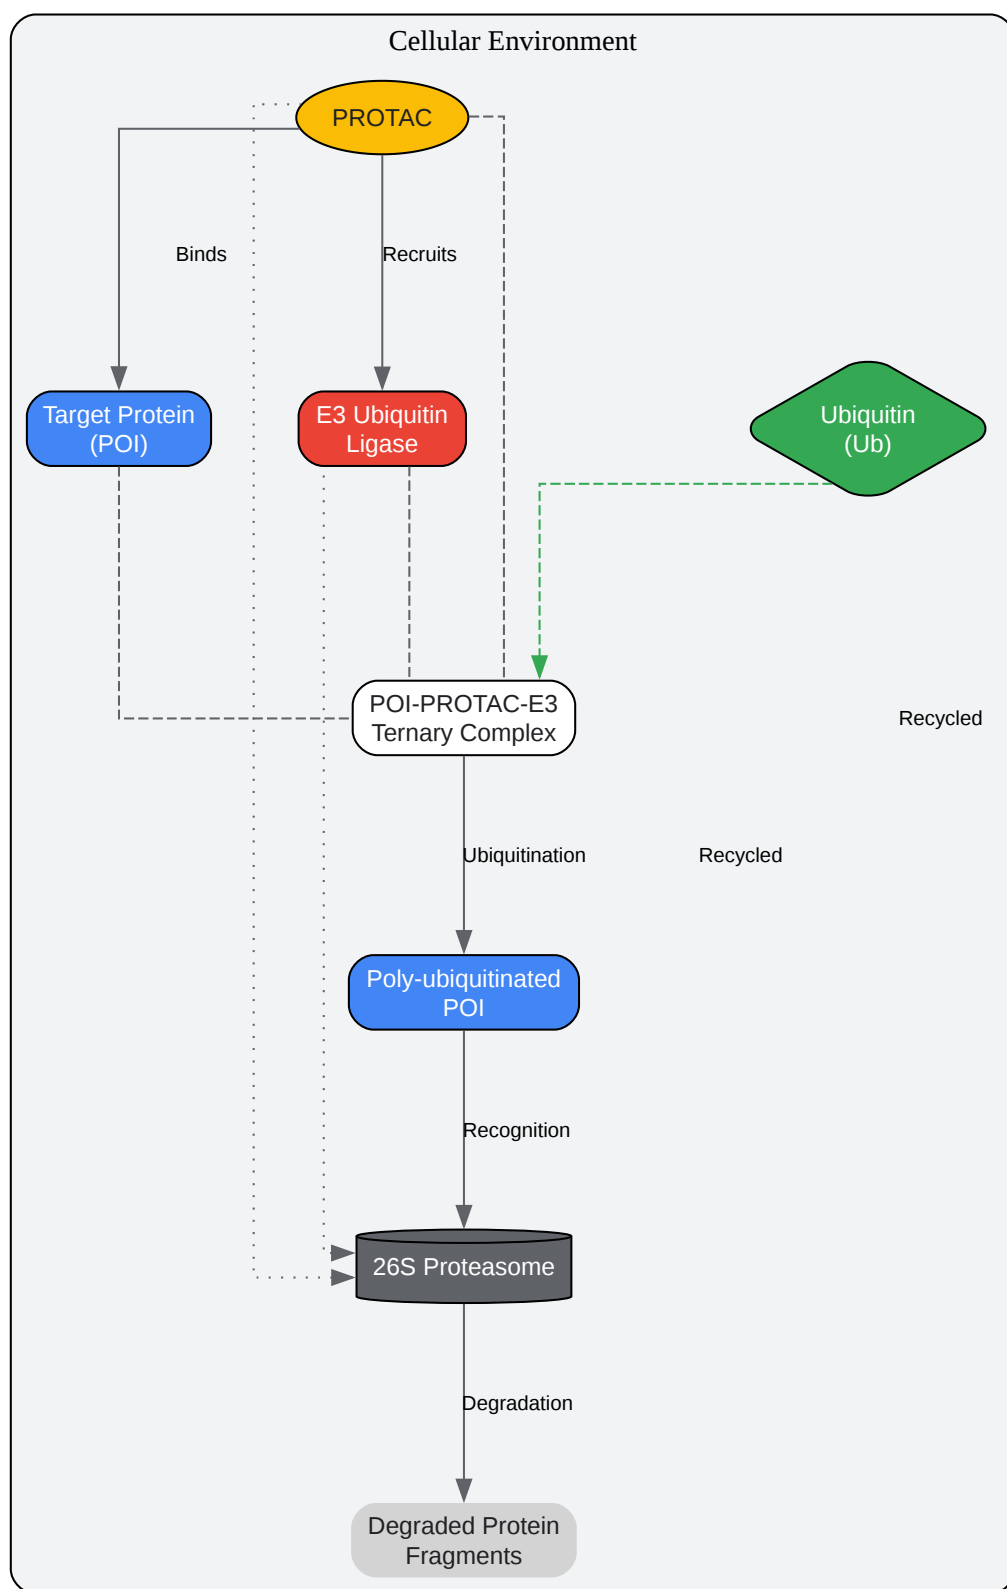 Cellular Environment
PROTAC
Binds
Recruits
Target Protein
(POI)
E3 Ubiquitin
Ligase
Ubiquitin
(Ub)
POI-PROTAC-E3
Ternary Complex
Recycled
Ubiquitination
Recycled
Poly-ubiquitinated
POI
Recognition
26S Proteasome
Degradation
Degraded Protein
Fragments